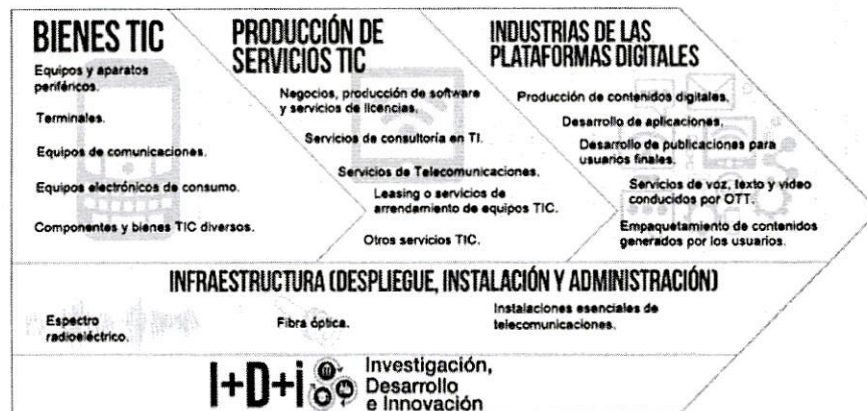 BIENES TIC
Equipos y aparatos
periféricos.
Terminales.
Equipos de comunicaciones.
Equipos electrónicos de consumo.
Componentes y bienes TIC diversos.
PRODUCCIÓN DE
SERVICIOS TIC
Negocios, producción de software
y servicios de licencias.
Servicios de consultoría en TI.
Servicios de Telecomunicaciones.
Leasing o servicios de
arrendamiento de equipos TIC.
Otros servicios TIC.
INDUSTRIAS DE LAS
PLATAFORMAS DIGITALES
Producción de contenidos digitales.
Desarrollo de aplicaciones.
Desarrollo de publicaciones para
usuarios finales.
Servicios de voz, texto y video
conducidos por OTT.
Empaquetamiento de contenidos
generados por los usuarios.
INFRAESTRUCTURA (DESPLIEGUE, INSTALACIÓN Y ADMINISTRACIÓN)
Espectro
radioeléctrico.
Fibra óptica.
Instalaciones esenciales de
telecomunicaciones.
I+D+i
Investigación,
Desarrollo
e Innovación